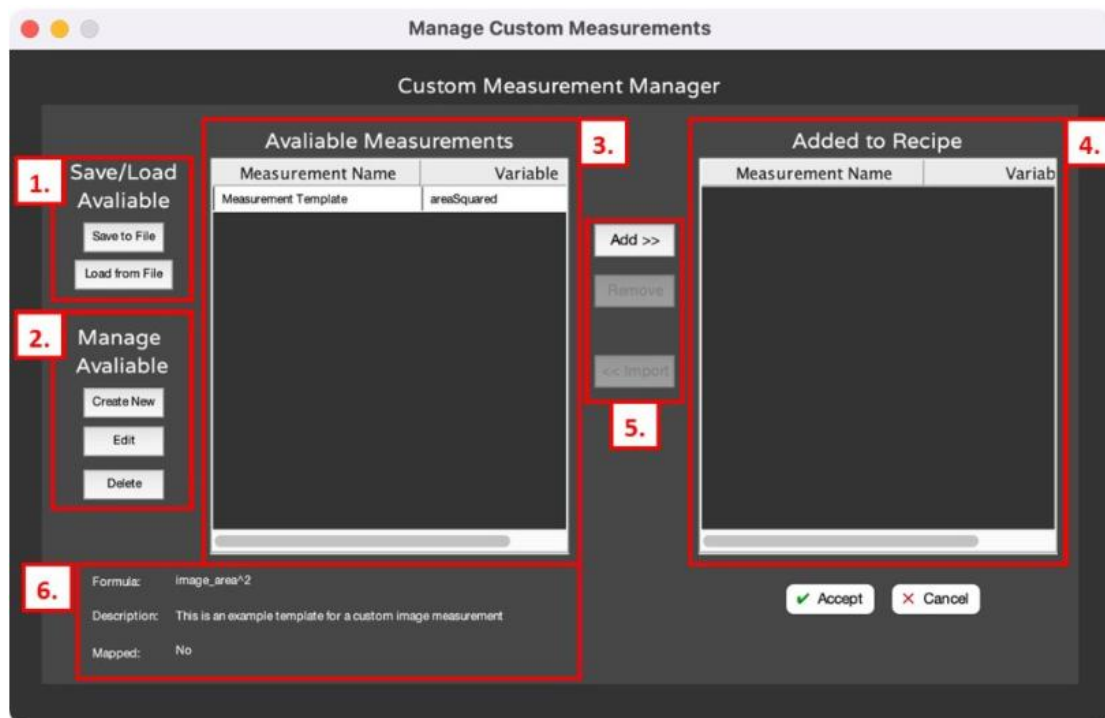 Manage Custom Measurements
Custom Measurement Manager
1.
Save/Load
Avaliable
Save to File
Load from File
2.
Manage
Avaliable
Create New
Edit
Delete
3.
Avaliable Measurements
Measurement Name Variable
Measurement Template areaSquared
Add >>
Remove
<< Import
5.
4.
Added to Recipe
Measurement Name Variab
6.
Formula: image_area^2
Description: This is an example template for a custom image measurement
Mapped: No
✔ Accept
✕ Cancel